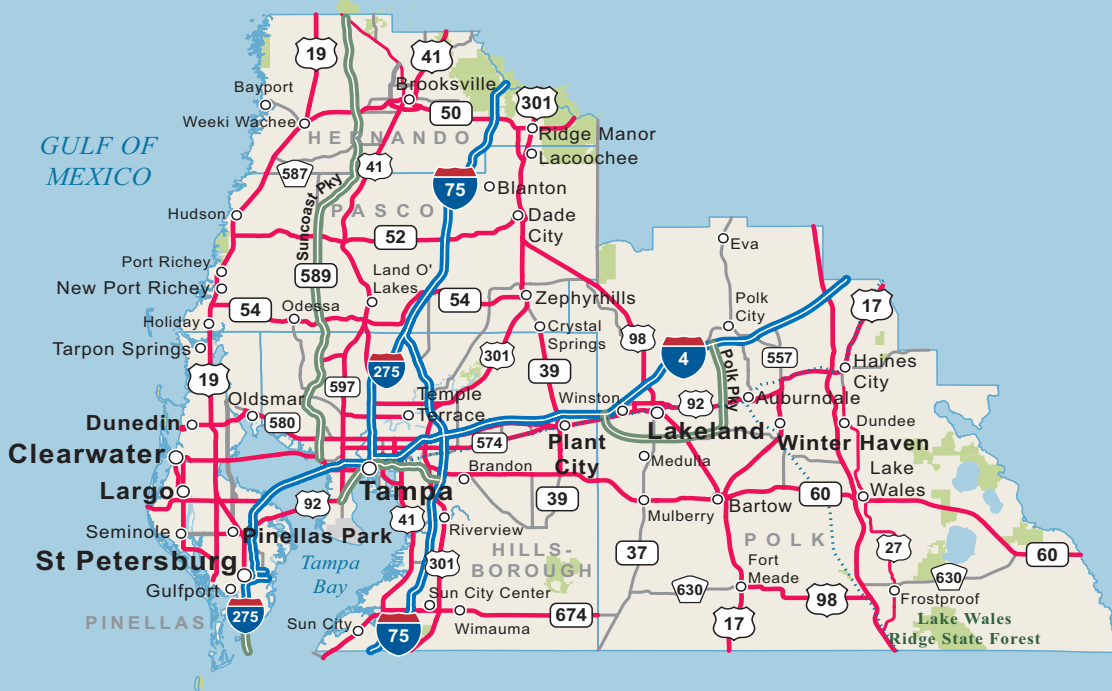 19
41
Bayport
Brooksville
301
Weeki Wachee
50
HERNANDO
Ridge Manor
Lacoochee
GULF OF
MEXICO
587
41
Suncoast Pky
75
Blanton
PASCO
Hudson
Dade
City
52
Eva
Port Richey
589
Land O'
Lakes
New Port Richey
54
Odessa
54
Zephyrhills
Polk
City
17
Holiday
Crystal
Springs
98
Tarpon Springs
301
4
557
Haines
City
19
597
275
39
Polk Pky
Oldsmar
580
Temple
Terrace
Winston
92
Auburndale
Dunedin
574
Plant
City
Lakeland
Dundee
Winter Haven
Clearwater
Brandon
Medulla
Lake
Wales
Largo
Tampa
92
39
60
41
Mulberry
Bartow
Seminole
Pinellas Park
Riverview
HILLS-
BOROUGH
37
POLK
27
60
St Petersburg
Tampa
Bay
301
Fort
Meade
630
630
Gulfport
Sun City Center
98
Frostproof
PINELLAS
275
Sun City
75
Wimauma
674
17
Lake Wales
Ridge State Forest